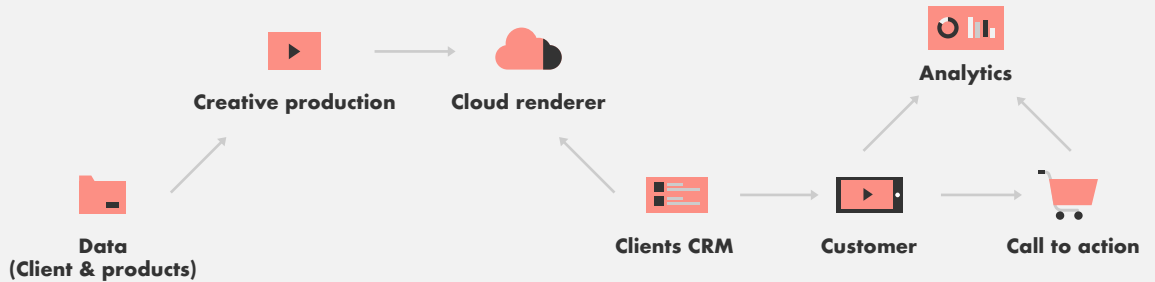 Creative production
Cloud renderer
Analytics
Data
(Client & products)
Clients CRM
Customer
Call to action